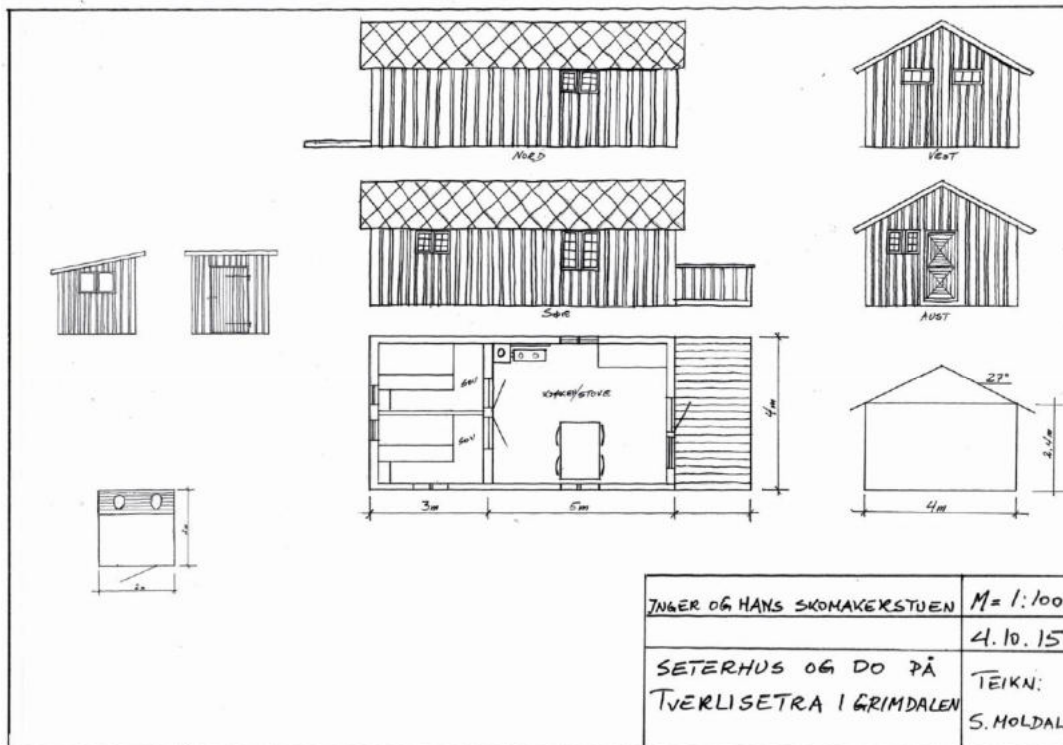 NORD
VEST
SØR
AUST
SOV
KJØKEN/STOVE
SOV
4m
27°
2,4m
3m
5m
4m
2m
2m
INGER OG HANS SKOMAKERSTUEN
M= 1:100
4.10.15
SETERHUS OG DO PÅ
TVERLISETRA I GRIMDALEN
TEIKN:
S. MOLDAL